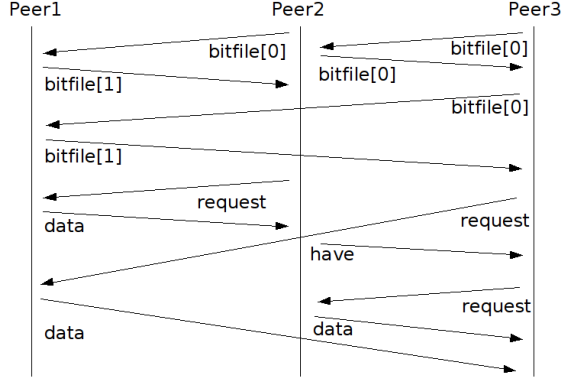 Peer1 Peer2 Peer3
bitfile[0] bitfile[0]
bitfile[1] bitfile[0]
bitfile[0]
bitfile[1]
request
data request
have
request
data data